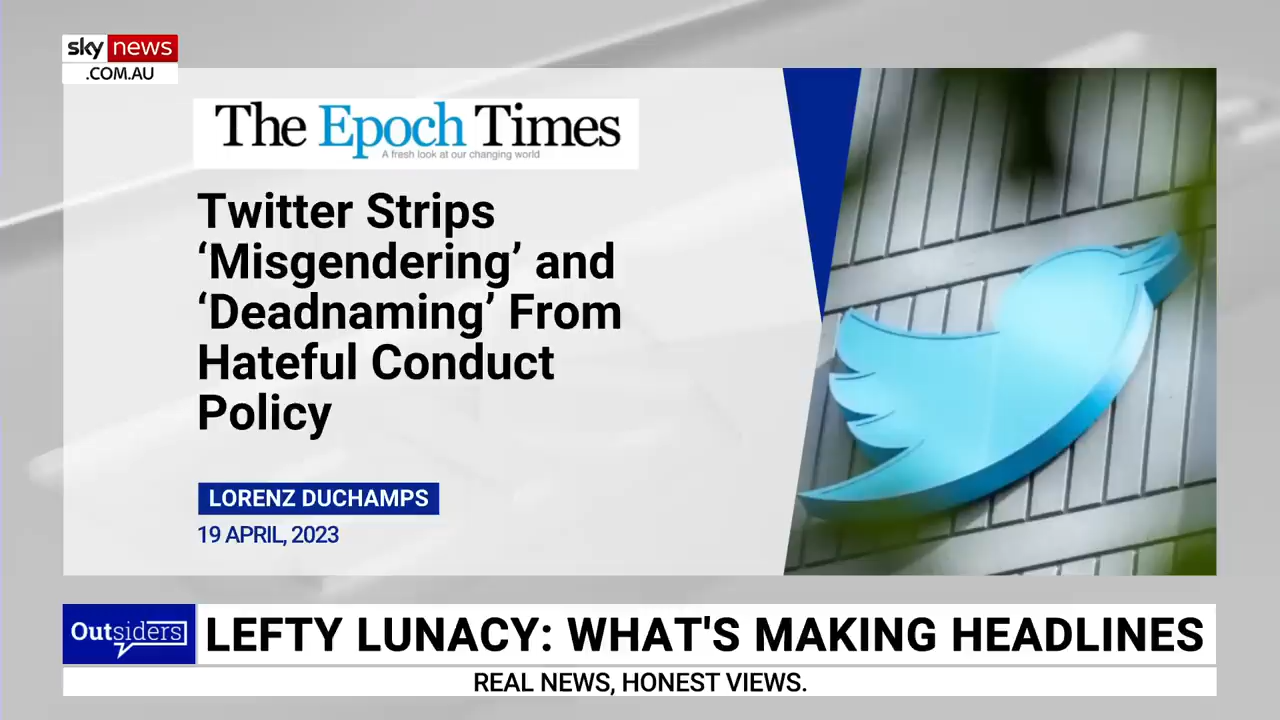 sky news
.COM.AU
The Epoch Times
A fresh look at our changing world
Twitter Strips
‘Misgendering’ and
‘Deadnaming’ From
Hateful Conduct
Policy
LORENZ DUCHAMPS
19 APRIL, 2023
Outsiders
LEFTY LUNACY: WHAT'S MAKING HEADLINES
REAL NEWS, HONEST VIEWS.